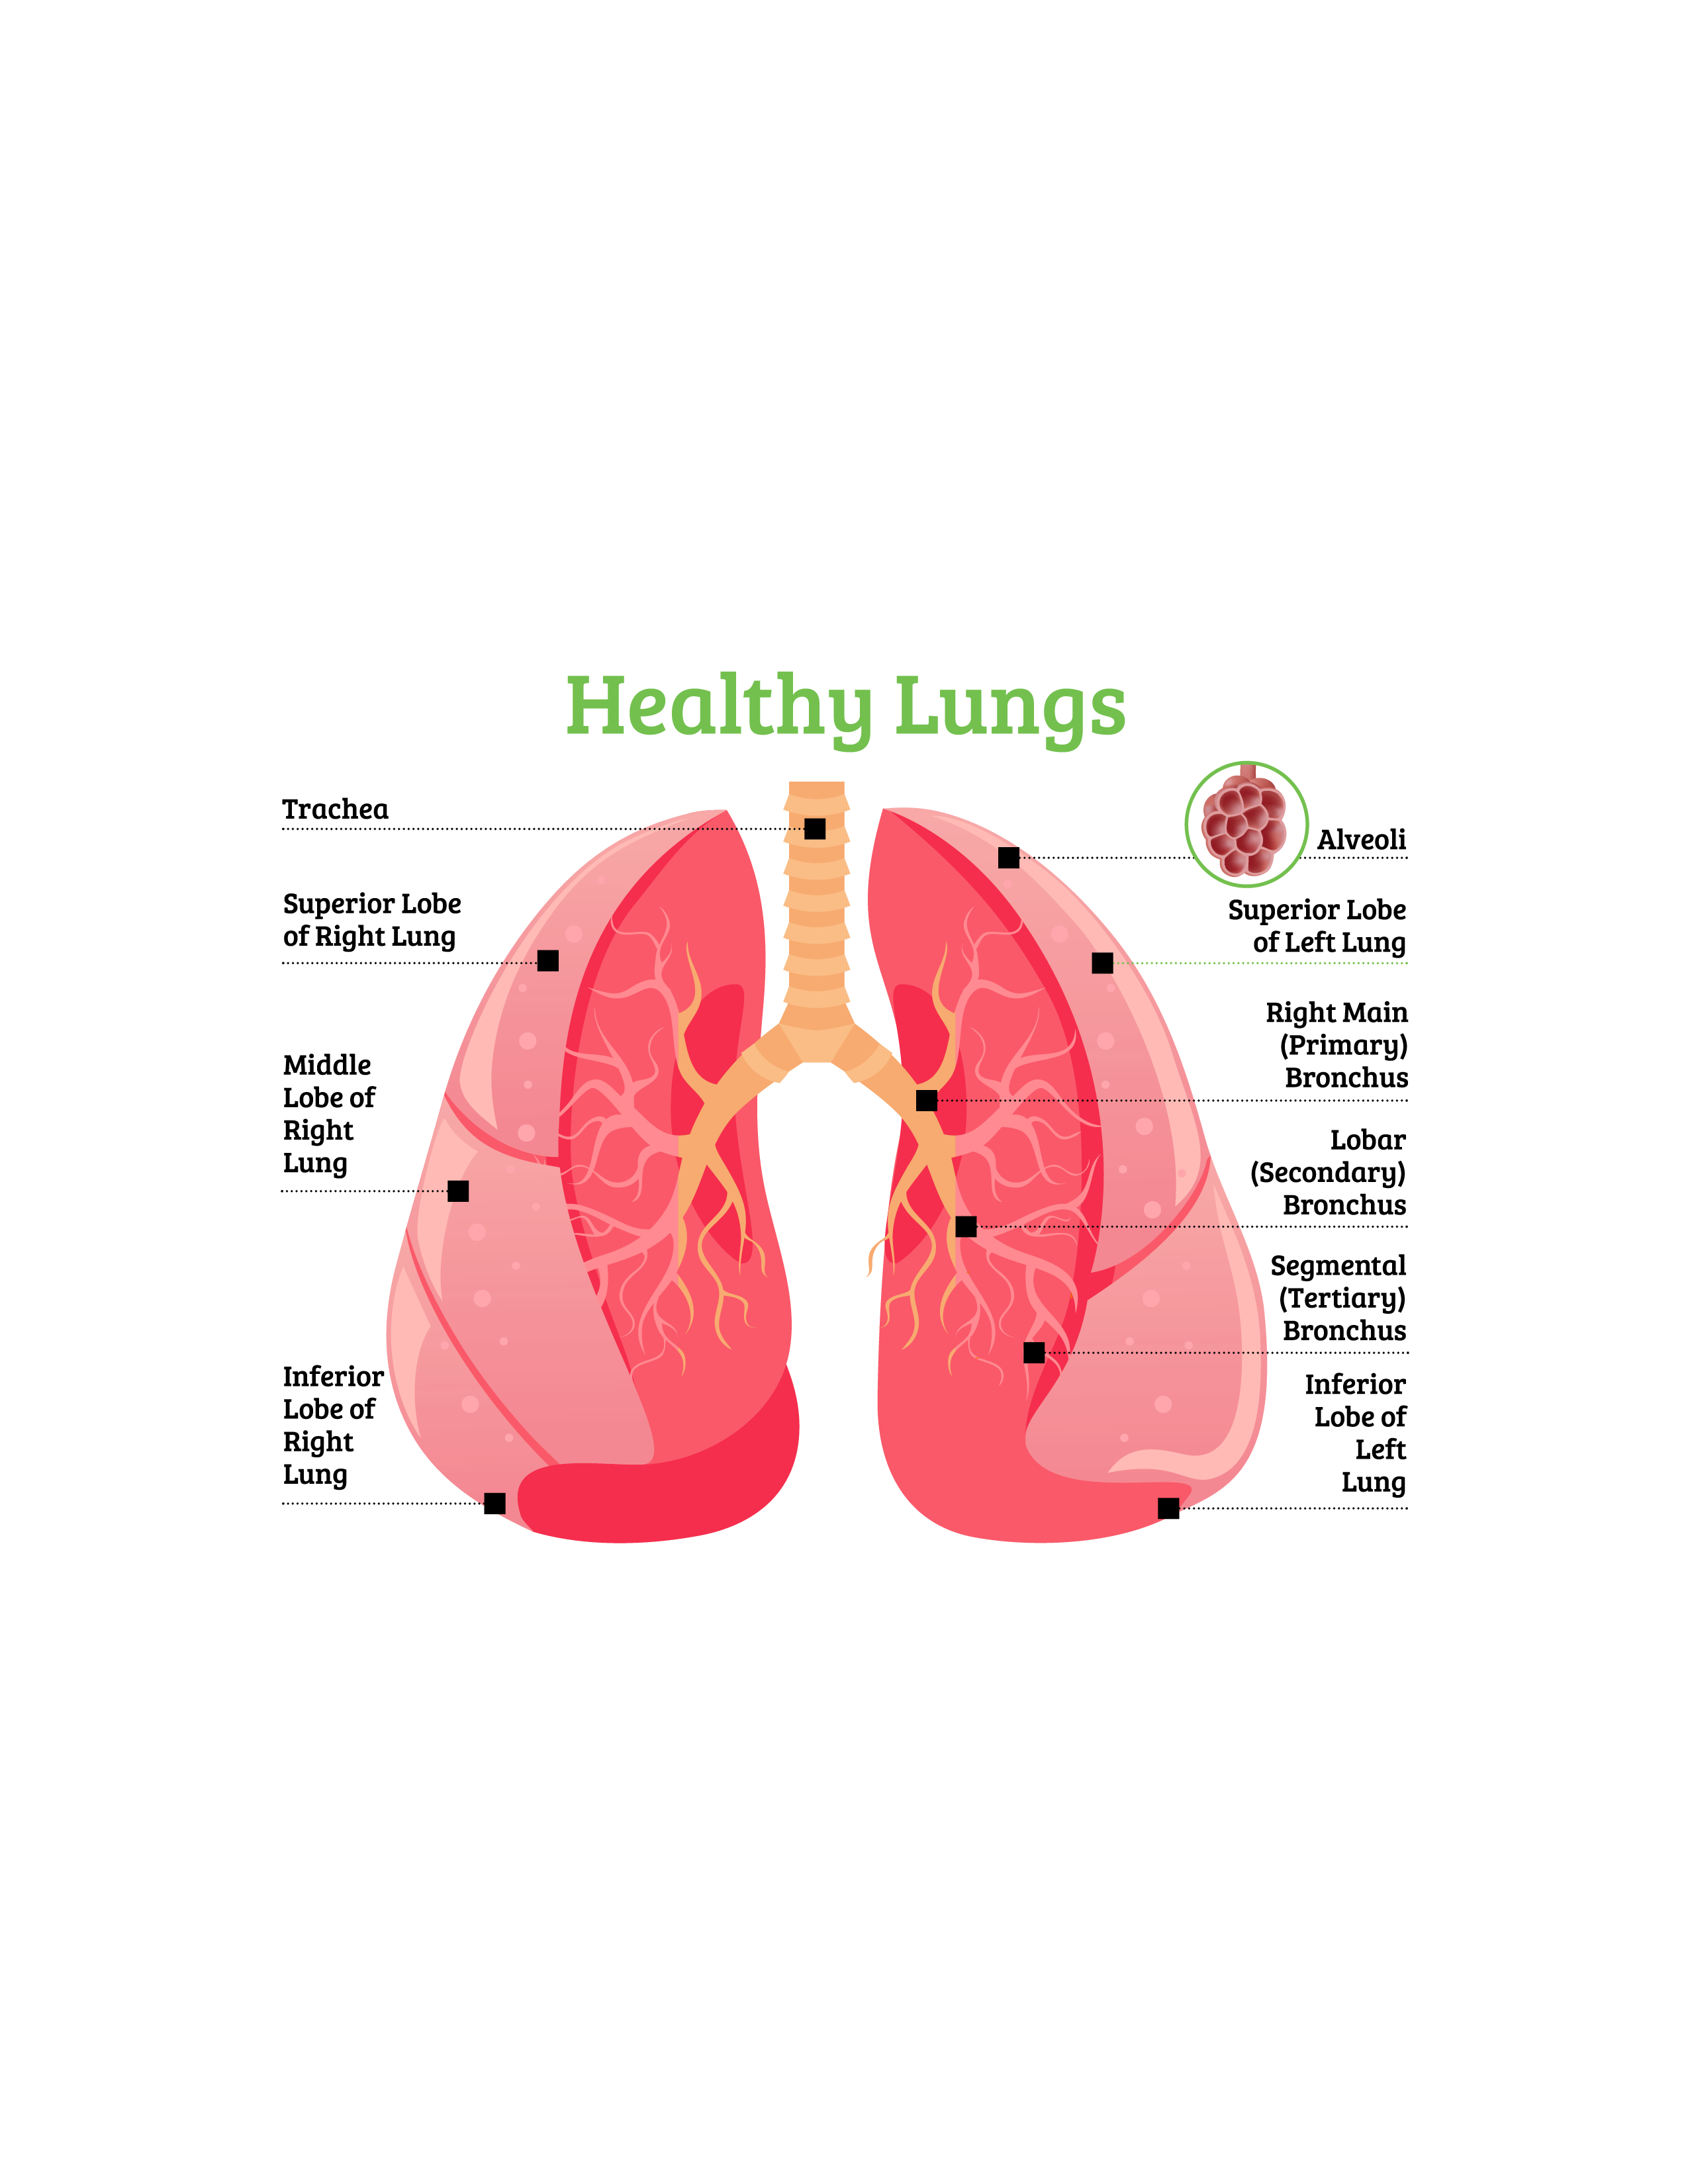 Healthy Lungs
Trachea
Superior Lobe
of Right Lung
Middle
Lobe of
Right
Lung
Inferior
Lobe of
Right
Lung
Alveoli
Superior Lobe
of Left Lung
Right Main
(Primary)
Bronchus
Lobar
(Secondary)
Bronchus
Segmental
(Tertiary)
Bronchus
Inferior
Lobe of
Left
Lung